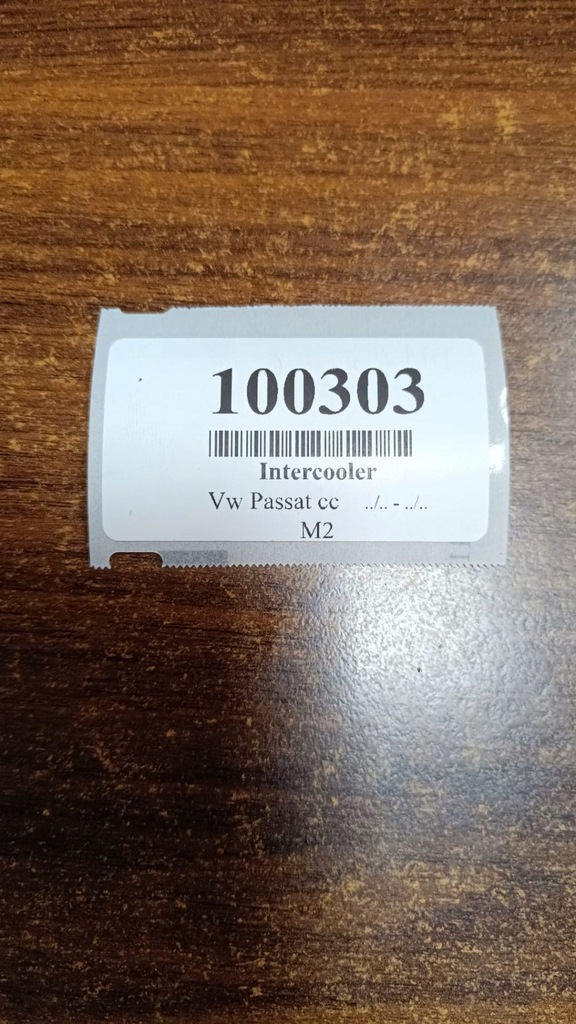 100303
Intercooler
Vw Passat cc ../.. - ../..
M2